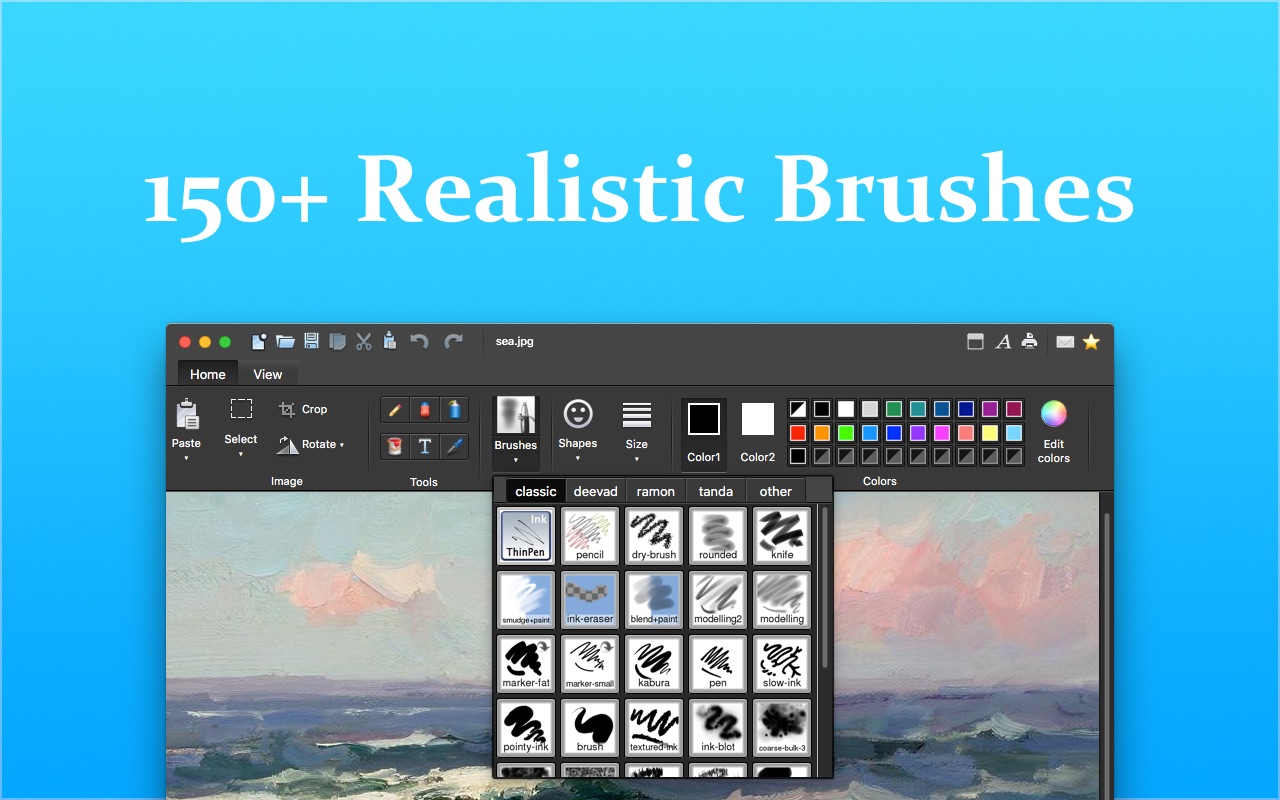 150+ Realistic Brushes
sea.jpg
Home View
Paste Select Crop Rotate Image
Tools
Brushes Shapes Size
Color1 Color2 Edit colors
Colors
classic deevad ramon tanda other
Ink ThinPen pencil dry-brush rounded knife
smudge+paint ink-eraser blend+paint modelling2 modelling
marker-fat marker-small kabura pen slow-ink
pointy-ink brush textured-ink ink-blot coarse-bulk-3